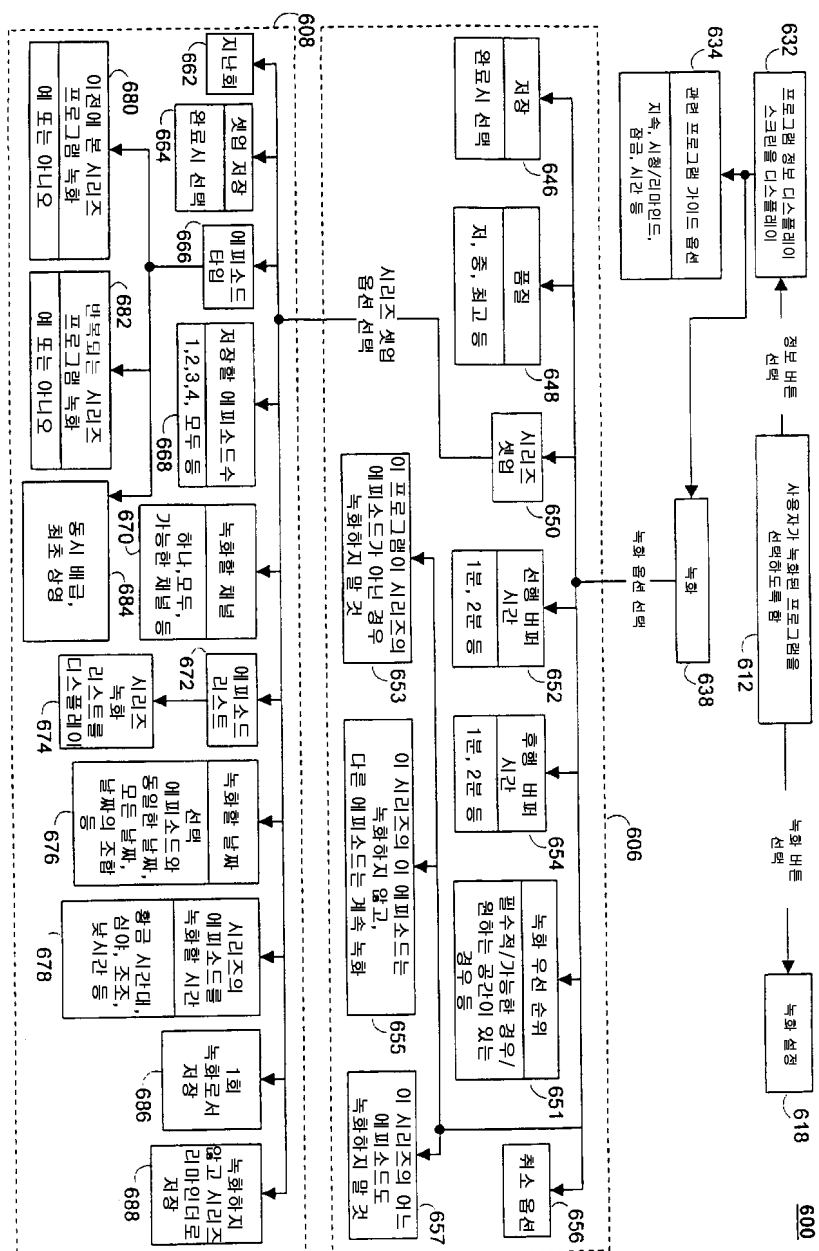 600
사용자가 녹화된 프로그램을
선택하도록 함
612
정보 버튼
선택
녹화 버튼
선택
프로그램 정보 디스플레이
스크린을 디스플레이
632
녹화 설정
618
관련 프로그램 가이드 옵션
지속, 시청/리마인드,
잠금, 시간 등
634
녹화
638
녹화 옵션 선택
606
저장
완료시 선택
646
품질
저, 중, 최고 등
648
시리즈
셋업
650
선행 버퍼
시간
1분, 2분 등
652
후행 버퍼
시간
1분, 2분 등
654
녹화 우선 순위
필수적/가능한 경우/
원하는 공간이 있는
경우 등
651
취소 옵션
656
이 프로그램이 시리즈의
에피소드가 아닌 경우
녹화하지 말 것
653
이 시리즈의 이 에피소드는
녹화하지 않고,
다른 에피소드는 계속 녹화
655
이 시리즈의 어느
에피소드도
녹화하지 말 것
657
시리즈 셋업
옵션 선택
608
지난회
662
셋업 저장
완료시 선택
664
에피소드
타입
666
저장할 에피소드수
1,2,3,4, 모두 등
668
녹화할 채널
하나, 모두,
가능한, 채널 등
670
에피소드
리스트
672
시리즈
녹화
리스트를
디스플레이
674
녹화할 날짜
선택
에피소드와
동일한 날짜,
모든 날짜,
날짜의 조합
등
676
시리즈의
에피소드를
녹화할 시간
황금 시간대,
심야, 조조,
낮시간 등
678
1회
녹화로서
저장
686
녹화하지
않고 시리즈
리마인더로
저장
688
이전에 본 시리즈
프로그램 녹화
예 또는 아니오
680
반복되는 시리즈
프로그램 녹화
예 또는 아니오
682
동시 배급,
최초 상영
684